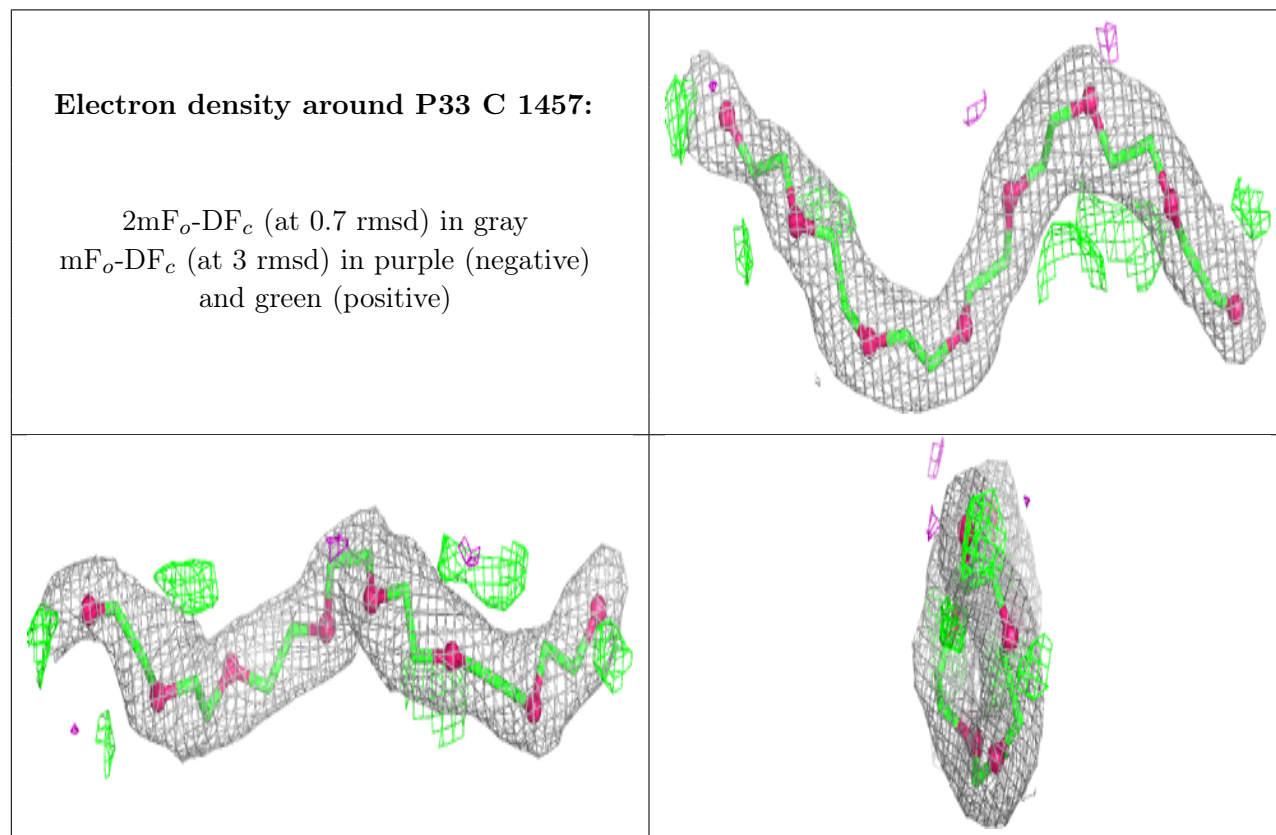 Electron density around P33 C 1457:
2mFo-DFc (at 0.7 rmsd) in gray
mFo-DFc (at 3 rmsd) in purple (negative)
and green (positive)